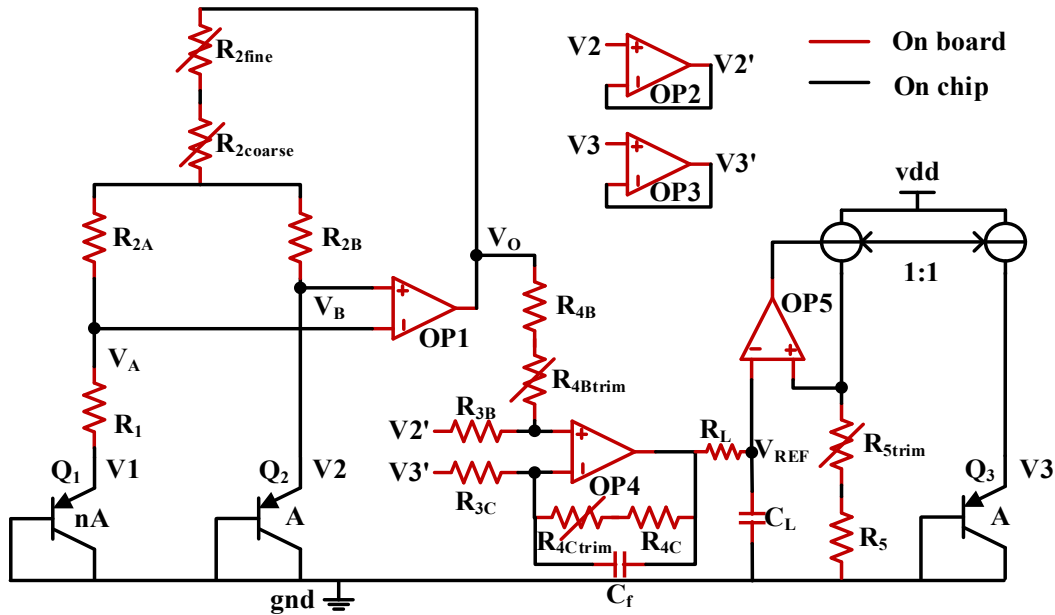 R2fine
R2coarse
R2A
R2B
VO
VA
VB
+
−
OP1
R1
Q1
V1
nA
Q2
V2
A
gnd
V2
+
−
OP2
V2'
V3
+
−
OP3
V3'
On board
On chip
vdd
1:1
OP5
−
+
R4B
R4Btrim
V2'
R3B
V3'
R3C
+
−
OP4
R4Ctrim
R4C
Cf
RL
VREF
CL
R5trim
R5
Q3
V3
A